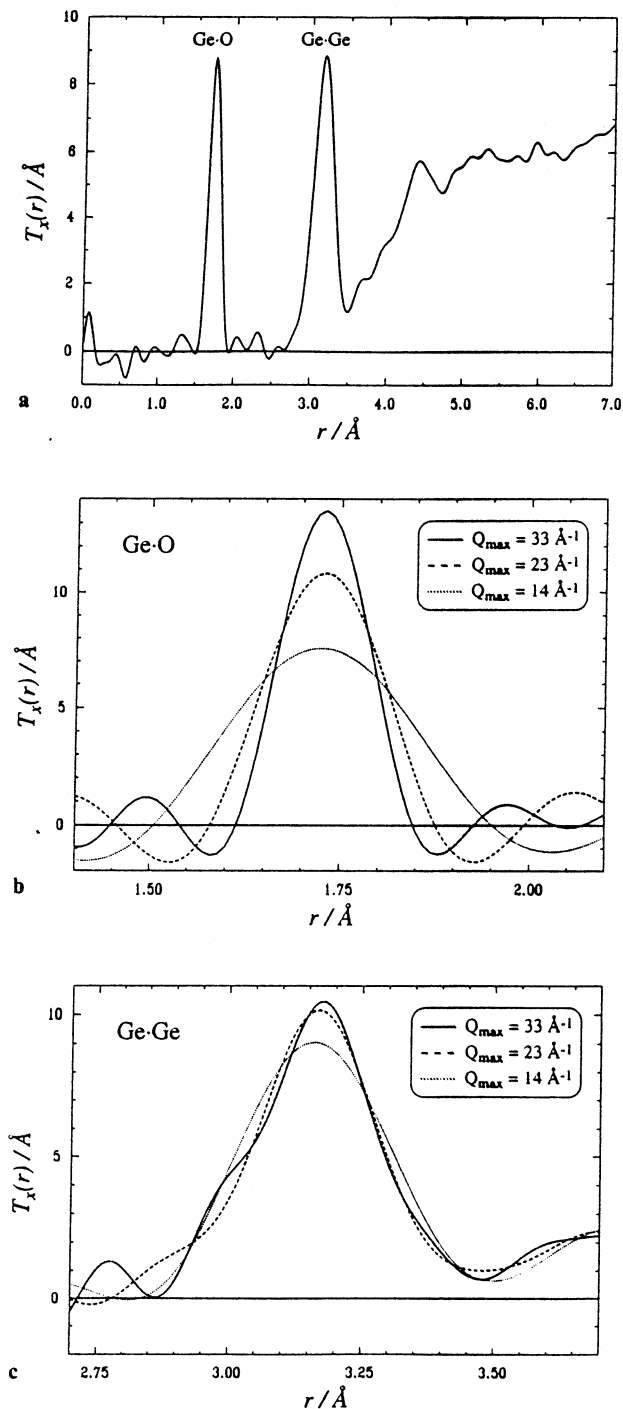 10
Ge·O Ge·Ge
8
6
4
2
0
T_x(r) / Å
0.0 1.0 2.0 3.0 4.0 5.0 6.0 7.0
a
r / Å
Ge·O
Q_max = 33 Å⁻¹
Q_max = 23 Å⁻¹
Q_max = 14 Å⁻¹
10
5
0
T_x(r) / Å
1.50 1.75 2.00
b
r / Å
Ge·Ge
Q_max = 33 Å⁻¹
Q_max = 23 Å⁻¹
Q_max = 14 Å⁻¹
10
5
0
T_x(r) / Å
2.75 3.00 3.25 3.50
c
r / Å